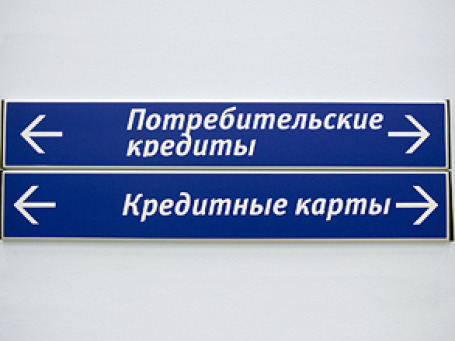 Потребительские
кредиты
Кредитные карты